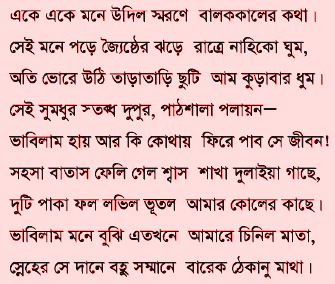 একে একে মনে উদিল স্মরণে বালককালের কথা।
সেই মনে পড়ে জ্যৈষ্ঠের ঝড়ে রাত্রে নাহিকো ঘুম,
অতি ভোরে উঠি তাড়াতাড়ি ছুটি আম কুড়াবার ধুম।
সেই সুমধুর স্তব্ধ দুপুর, পাঠশালা পলায়ন—
ভাবিলাম হায় আর কি কোথায় ফিরে পাব সে জীবন!
সহসা বাতাস ফেলি গেল শ্বাস শাখা দুলাইয়া গাছে,
দুটি পাকা ফল লভিল ভূতল আমার কোলের কাছে।
ভাবিলাম মনে বুঝি এতখনে আমারে চিনিল মাতা,
স্নেহের সে দানে বহু সম্মানে বারেক ঠেকানু মাথা।